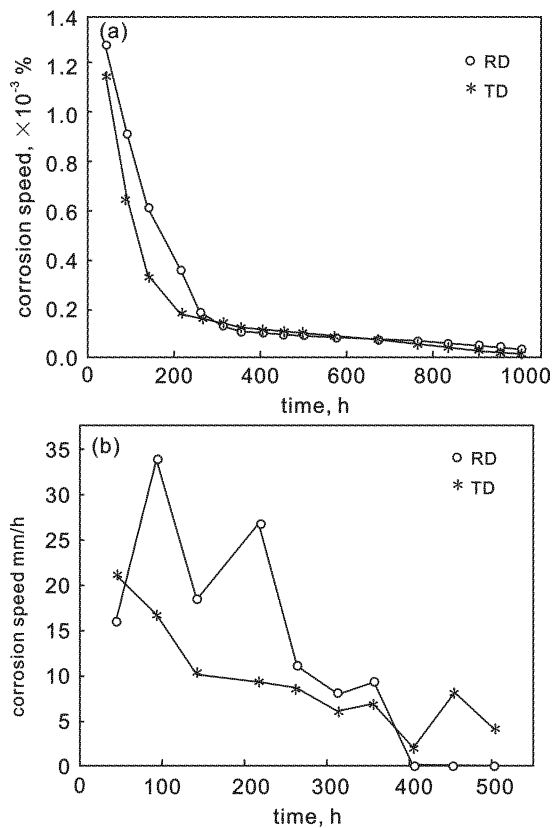 1.4
(a)
RD
1.2
TD
1.0
0.8
0.6
0.4
0.2
0.0
corrosion speed, ×10⁻³ %
0 200 400 600 800 1000
time, h
(b)
35
RD
30
TD
25
20
15
10
5
0
corrosion speed mm/h
0 100 200 300 400 500
time, h